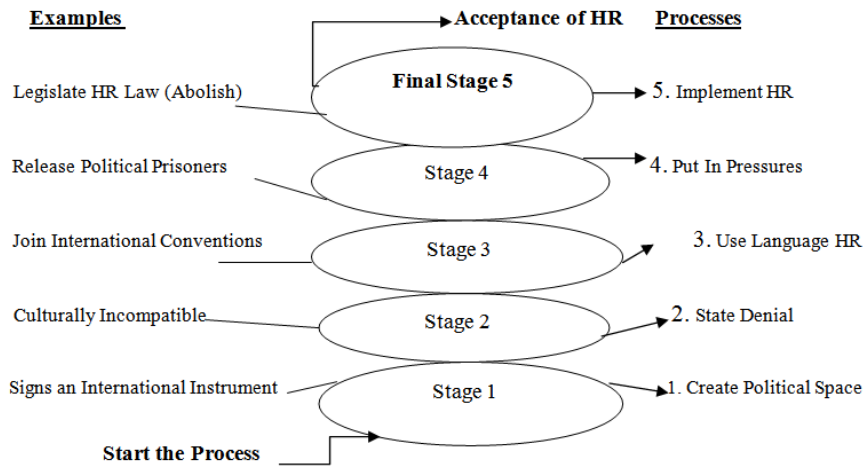 Examples
Acceptance of HR
Processes
Legislate HR Law (Abolish)
Final Stage 5
5. Implement HR
Release Political Prisoners
Stage 4
4. Put In Pressures
Join International Conventions
Stage 3
3. Use Language HR
Culturally Incompatible
Stage 2
2. State Denial
Signs an International Instrument
Stage 1
1. Create Political Space
Start the Process